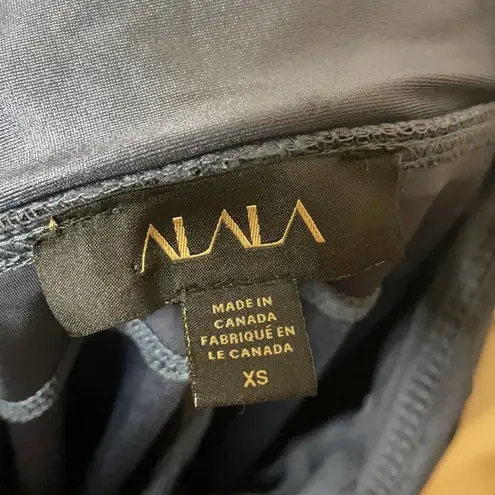 ALALA
MADE IN
CANADA
FABRIQUÉ EN
LE CANADA
XS